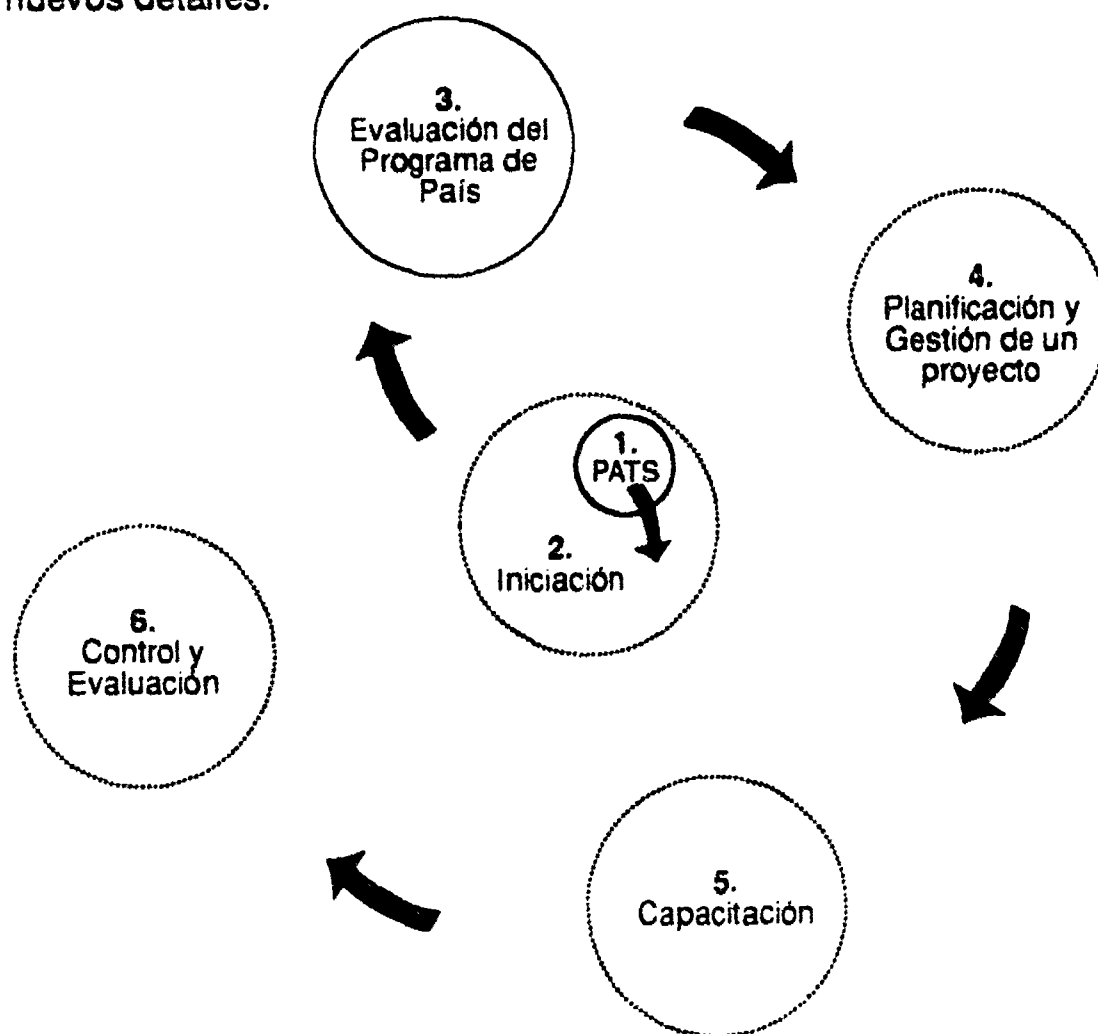 nuevos detalles.
3.
Evaluación del
Programa de
País
4.
Planificación y
Gestión de un
proyecto
1.
PATS
2.
Iniciación
6.
Control y
Evaluación
5.
Capacitación